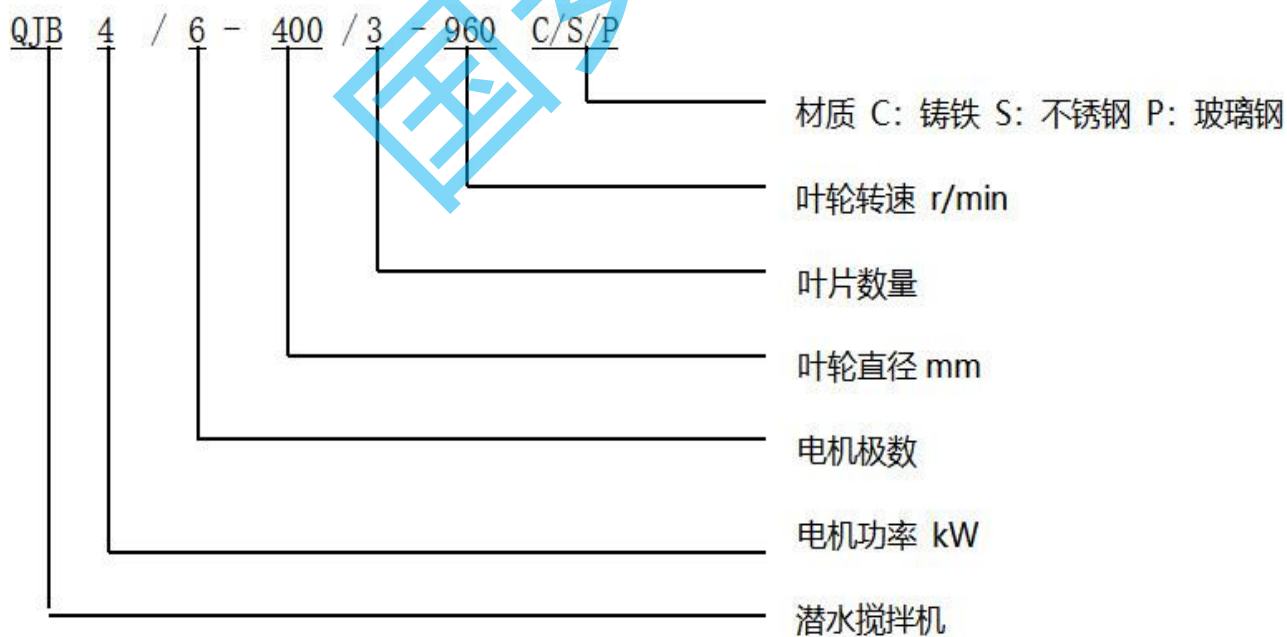 QJB 4 / 6 - 400 / 3 - 960 C/S/P
材质 C: 铸铁 S: 不锈钢 P: 玻璃钢
叶轮转速 r/min
叶片数量
叶轮直径 mm
电机极数
电机功率 kW
潜水搅拌机
国